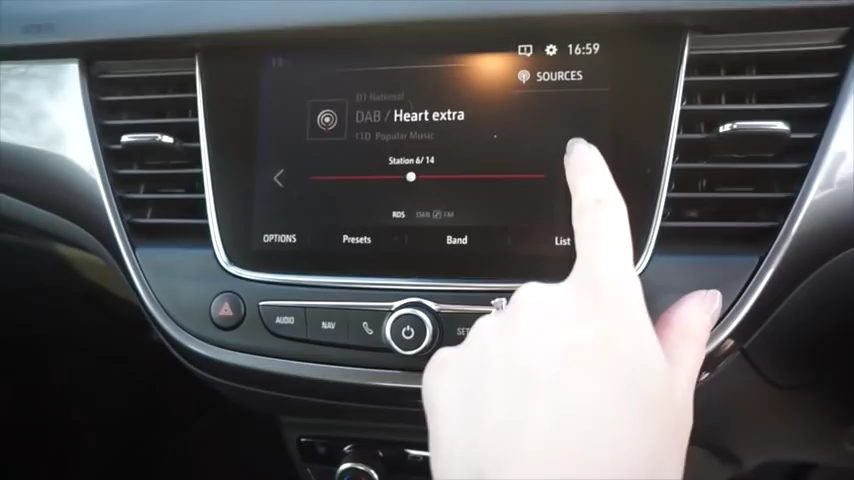 16:59
SOURCES
D1 National
DAB / Heart extra
11D Popular Music
Station 6/14
RDS DAB FM
OPTIONS Presets Band List
AUDIO NAV